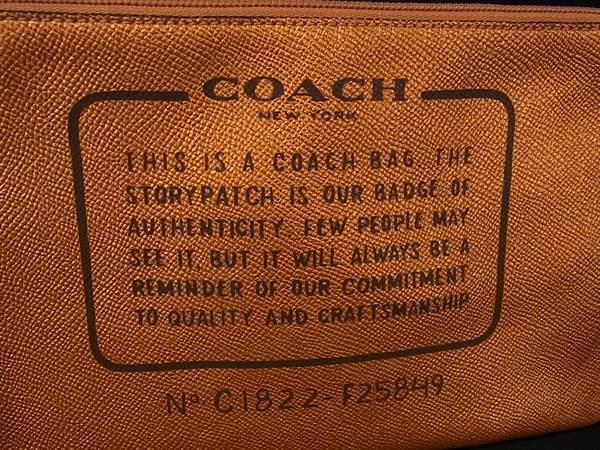 COACH
NEW YORK
THIS IS A COACH BAG. THE
STORYPATCH IS OUR BADGE OF
AUTHENTICITY. FEW PEOPLE MAY
SEE IT, BUT IT WILL ALWAYS BE A
REMINDER OF OUR COMMITMENT
TO QUALITY AND CRAFTSMANSHIP
Nº C1822-F25849